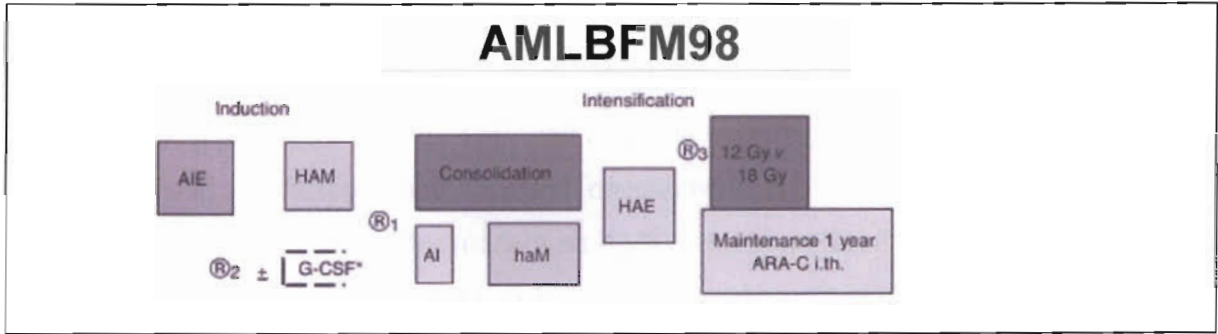 AMLBFM98
Induction
Intensification
AIE
HAM
®1
®2 ± G-CSF*
Consolidation
AI
haM
HAE
®3
12 Gy v
18 Gy
Maintenance 1 year
ARA-C i.th.